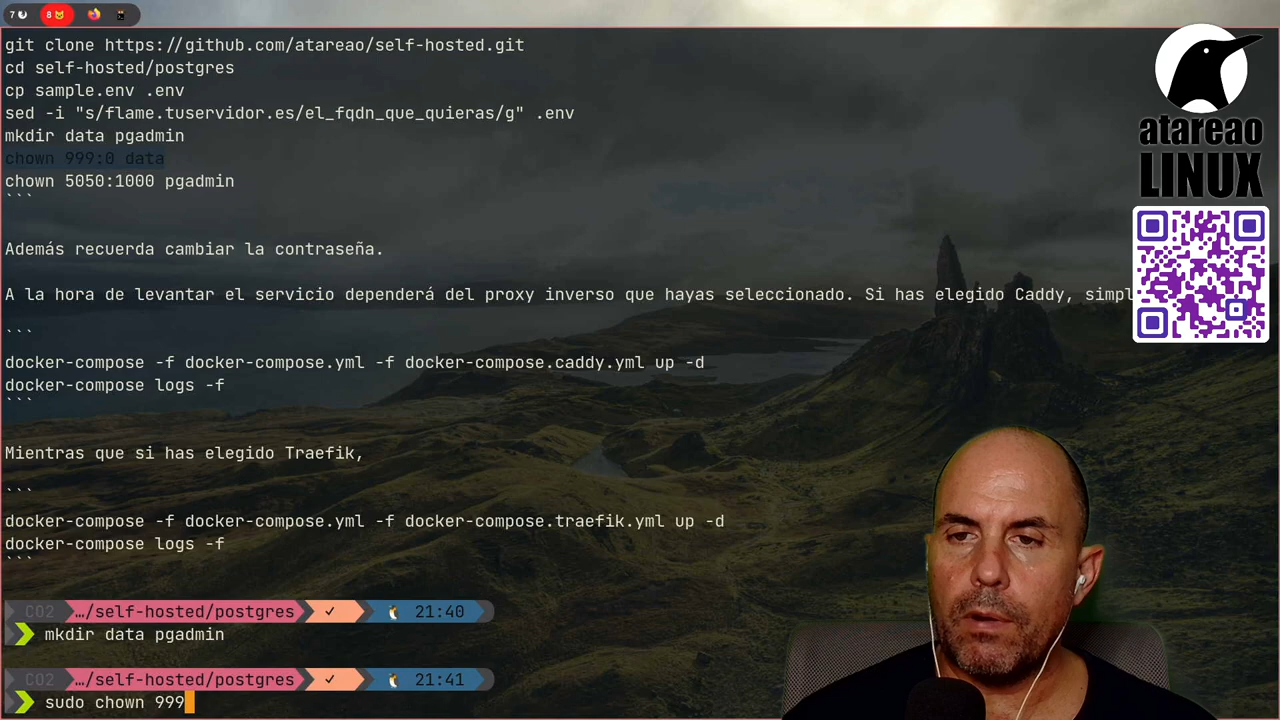 7 8
git clone https://github.com/atareao/self-hosted.git
cd self-hosted/postgres
cp sample.env .env
sed -i "s/flame.tuservidor.es/el_fqdn_que_quieras/g" .env
mkdir data pgadmin
chown 999:0 data
chown 5050:1000 pgadmin
```
Además recuerda cambiar la contraseña.
A la hora de levantar el servicio dependerá del proxy inverso que hayas seleccionado. Si has elegido Caddy, simpl
```
docker-compose -f docker-compose.yml -f docker-compose.caddy.yml up -d
docker-compose logs -f
```
Mientras que si has elegido Traefik,
```
docker-compose -f docker-compose.yml -f docker-compose.traefik.yml up -d
docker-compose logs -f
```
CO2 …/self-hosted/postgres ✓ 21:40
mkdir data pgadmin
CO2 …/self-hosted/postgres ✓ 21:41
sudo chown 999
atareao
LINUX